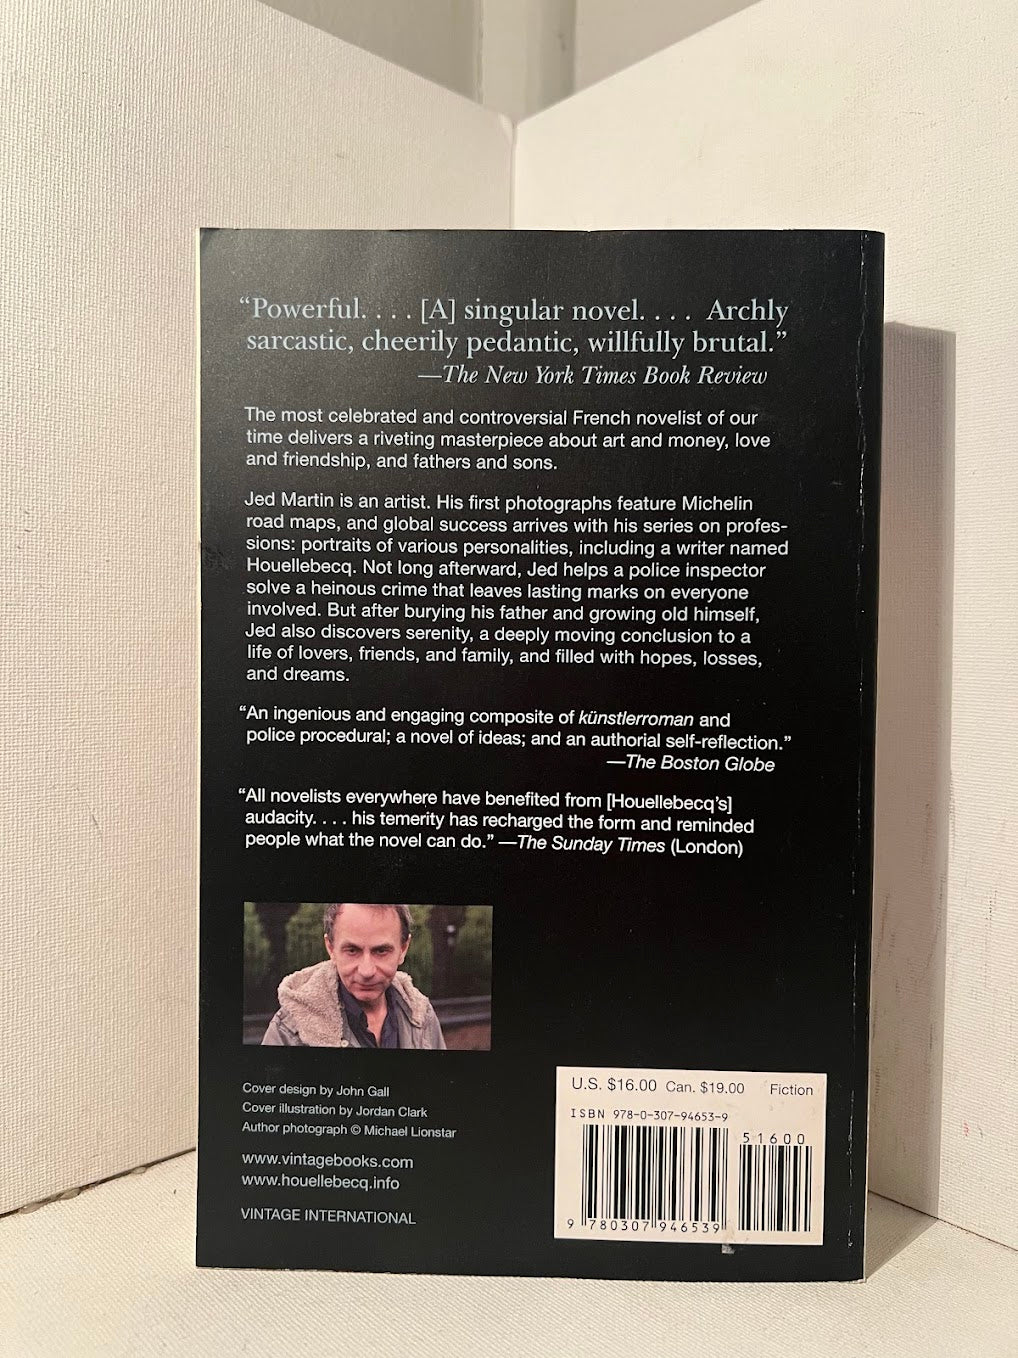 “Powerful. . . . [A] singular novel. . . . Archly
sarcastic, cheerily pedantic, willfully brutal.”
—The New York Times Book Review
The most celebrated and controversial French novelist of our
time delivers a riveting masterpiece about art and money, love
and friendship, and fathers and sons.
Jed Martin is an artist. His first photographs feature Michelin
road maps, and global success arrives with his series on profes-
sions: portraits of various personalities, including a writer named
Houellebecq. Not long afterward, Jed helps a police inspector
solve a heinous crime that leaves lasting marks on everyone
involved. But after burying his father and growing old himself,
Jed also discovers serenity, a deeply moving conclusion to a
life of lovers, friends, and family, and filled with hopes, losses,
and dreams.
“An ingenious and engaging composite of künstlerroman and
police procedural; a novel of ideas; and an authorial self-reflection.”
—The Boston Globe
“All novelists everywhere have benefited from [Houellebecq’s]
audacity. . . . his temerity has recharged the form and reminded
people what the novel can do.” —The Sunday Times (London)
Cover design by John Gall
Cover illustration by Jordan Clark
Author photograph © Michael Lionstar
www.vintagebooks.com
www.houellebecq.info
VINTAGE INTERNATIONAL
U.S. $16.00 Can. $19.00 Fiction
ISBN 978-0-307-94653-9
51600
9 780307 946539